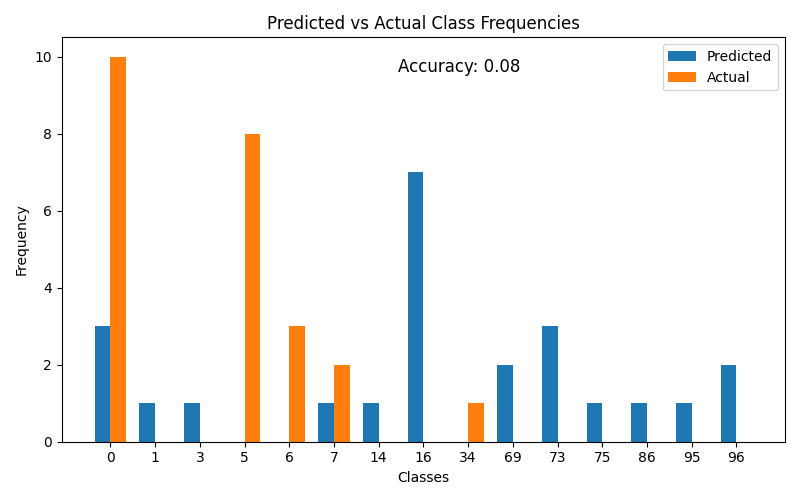 Predicted vs Actual Class Frequencies
Accuracy: 0.08
Predicted
Actual
10
8
6
4
2
0
Frequency
0 1 3 5 6 7 14 16 34 69 73 75 86 95 96
Classes